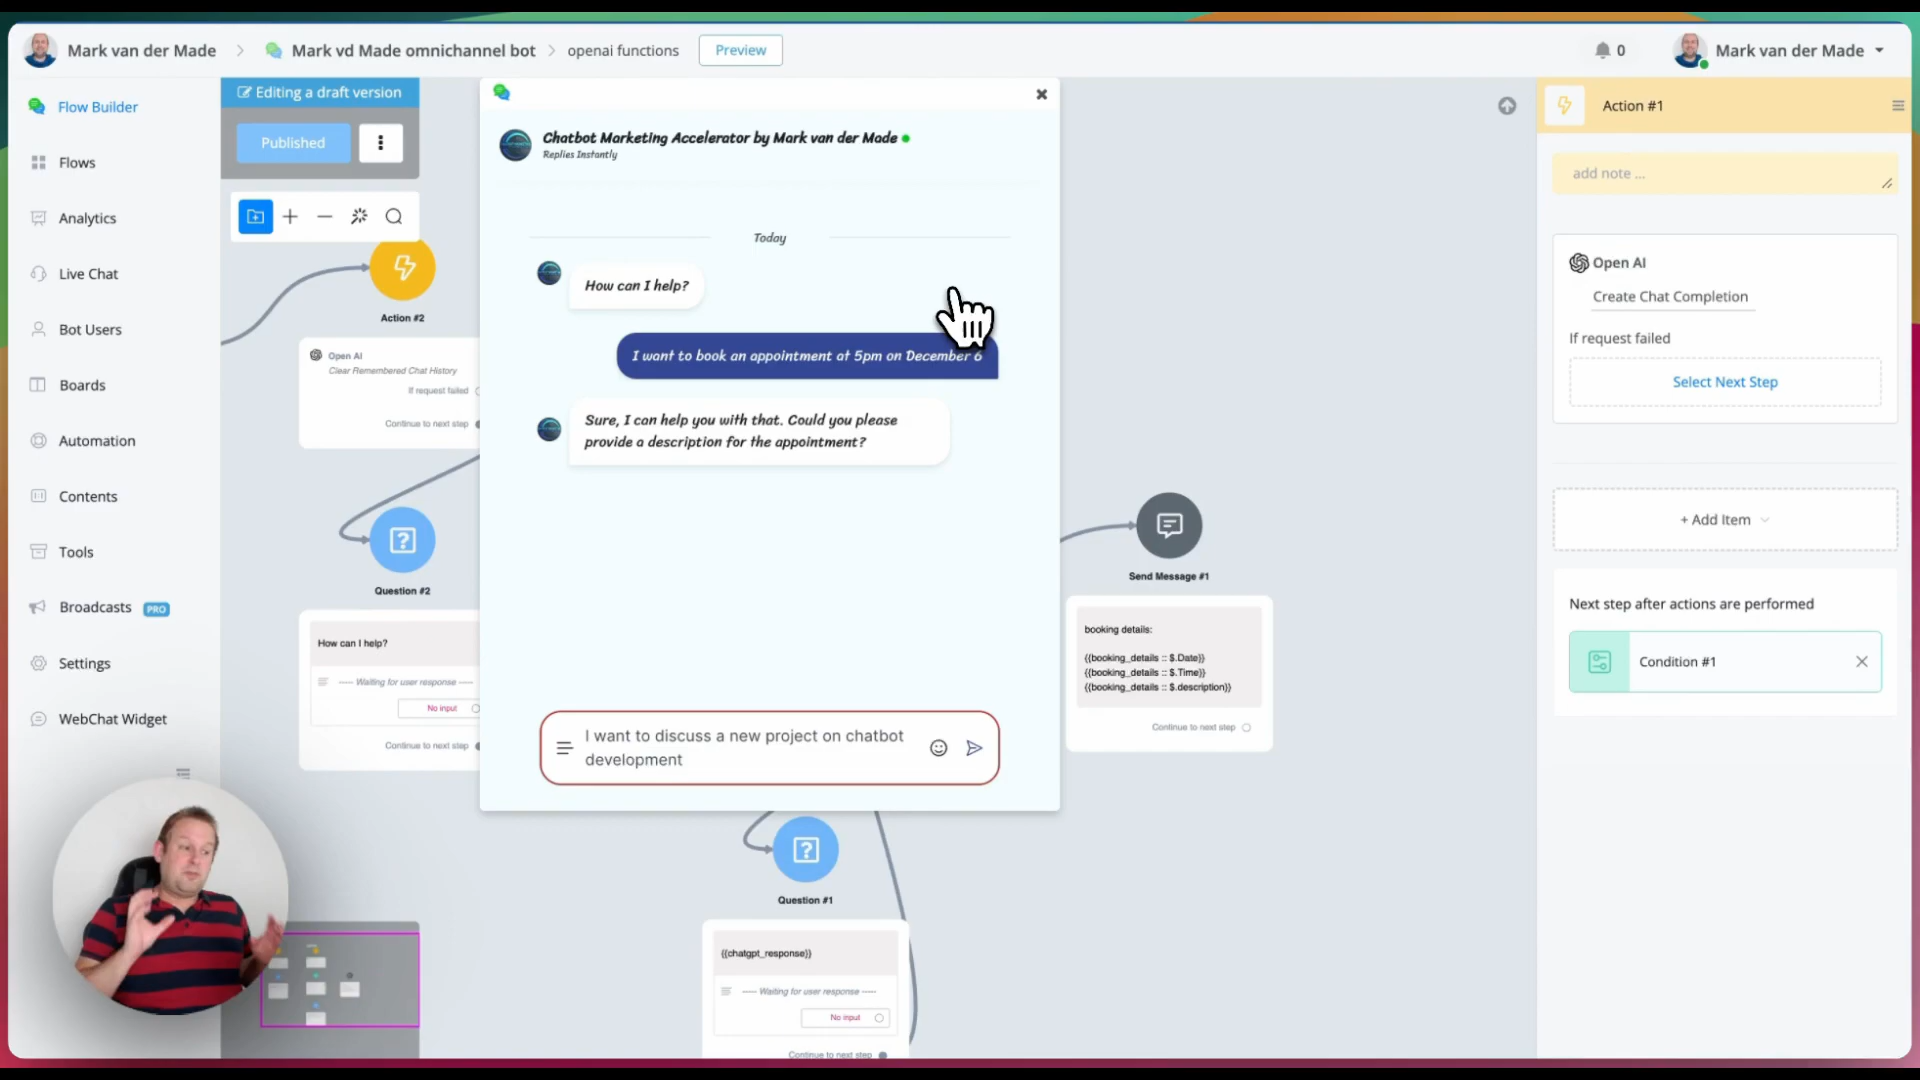 Mark van der Made
Mark vd Made omnichannel bot
openai functions
Preview
0
Mark van der Made
Flow Builder
Flows
Analytics
Live Chat
Bot Users
Boards
Automation
Contents
Tools
Broadcasts PRO
Settings
WebChat Widget
Editing a draft version
Published
Action #2
Open AI
Clear Remembered Chat History
If request failed
Continue to next step
Question #2
How can I help?
Waiting for user response
No input
Continue to next step
Chatbot Marketing Accelerator by Mark van der Made
Replies Instantly
Today
How can I help?
I want to book an appointment at 5pm on December 6
Sure, I can help you with that. Could you please
provide a description for the appointment?
I want to discuss a new project on chatbot
development
Question #1
{{chatgpt_response}}
Waiting for user response
No input
Continue to next step
Send Message #1
booking details:
{{booking_details :: $.Date}}
{{booking_details :: $.Time}}
{{booking_details :: $.description}}
Continue to next step
Action #1
add note ...
Open AI
Create Chat Completion
If request failed
Select Next Step
+ Add Item
Next step after actions are performed
Condition #1